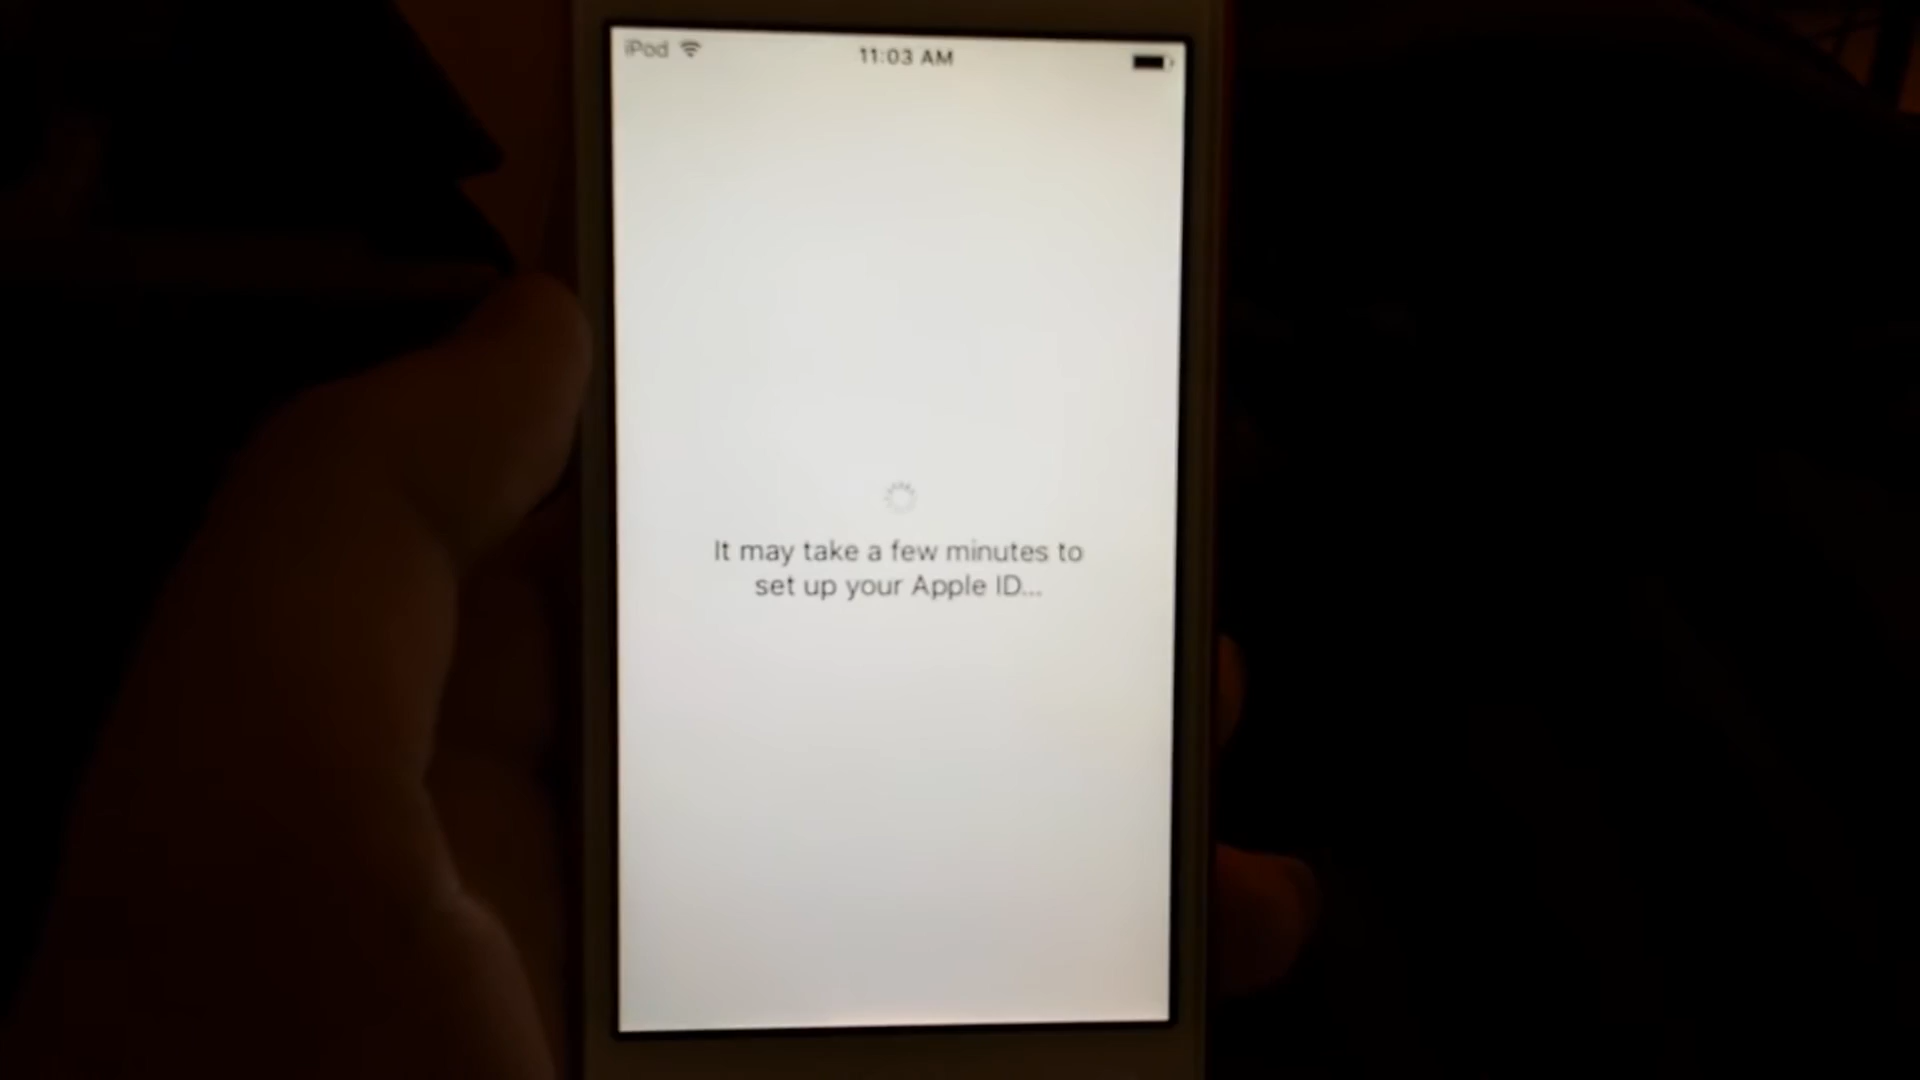 iPod
11:03 AM
It may take a few minutes to
set up your Apple ID...